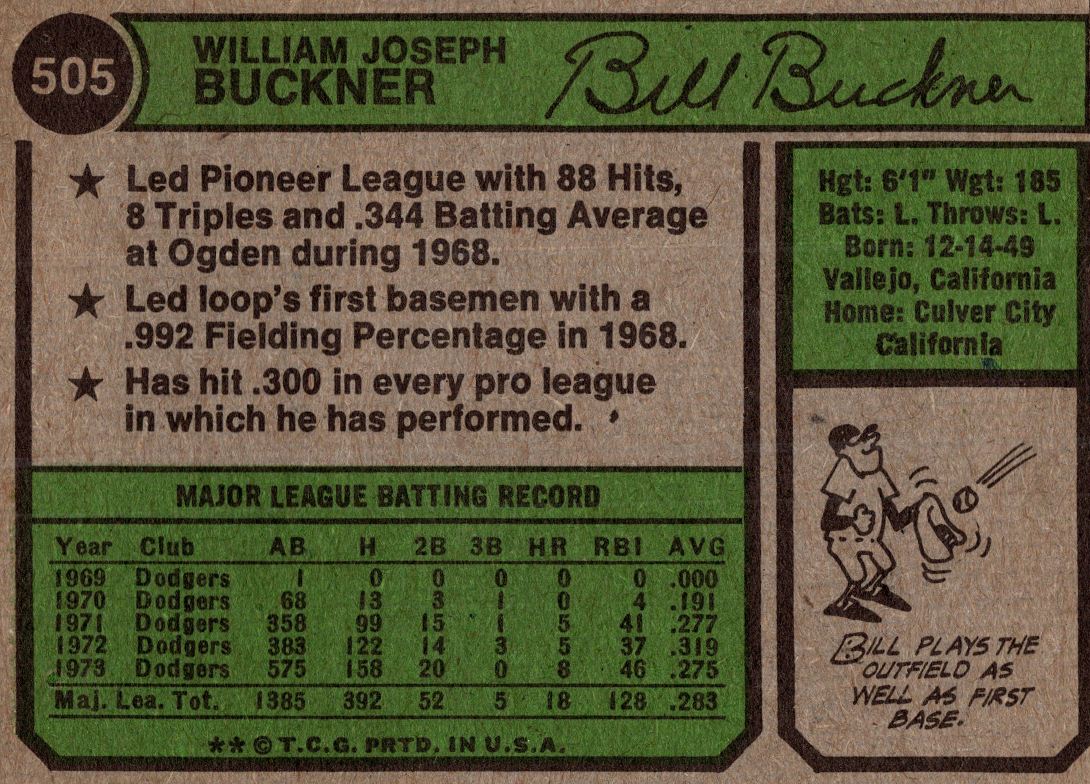 505
WILLIAM JOSEPH
BUCKNER
Bill Buckner
★ Led Pioneer League with 88 Hits,
8 Triples and .344 Batting Average
at Ogden during 1968.
★ Led loop's first basemen with a
.992 Fielding Percentage in 1968.
★ Has hit .300 in every pro league
in which he has performed.
Hgt: 6'1" Wgt: 185
Bats: L. Throws: L.
Born: 12-14-49
Vallejo, California
Home: Culver City
California
MAJOR LEAGUE BATTING RECORD
Year Club AB H 2B 3B HR RBI AVG
1969 Dodgers 1 0 0 0 0 0 .000
1970 Dodgers 68 13 3 1 0 4 .191
1971 Dodgers 358 99 15 1 5 41 .277
1972 Dodgers 383 122 14 3 5 37 .319
1973 Dodgers 575 158 20 0 8 46 .275
Maj. Lea. Tot. 1385 392 52 5 18 128 .283
** © T.C.G. PRTD. IN U.S.A.
BILL PLAYS THE
OUTFIELD AS
WELL AS FIRST
BASE.